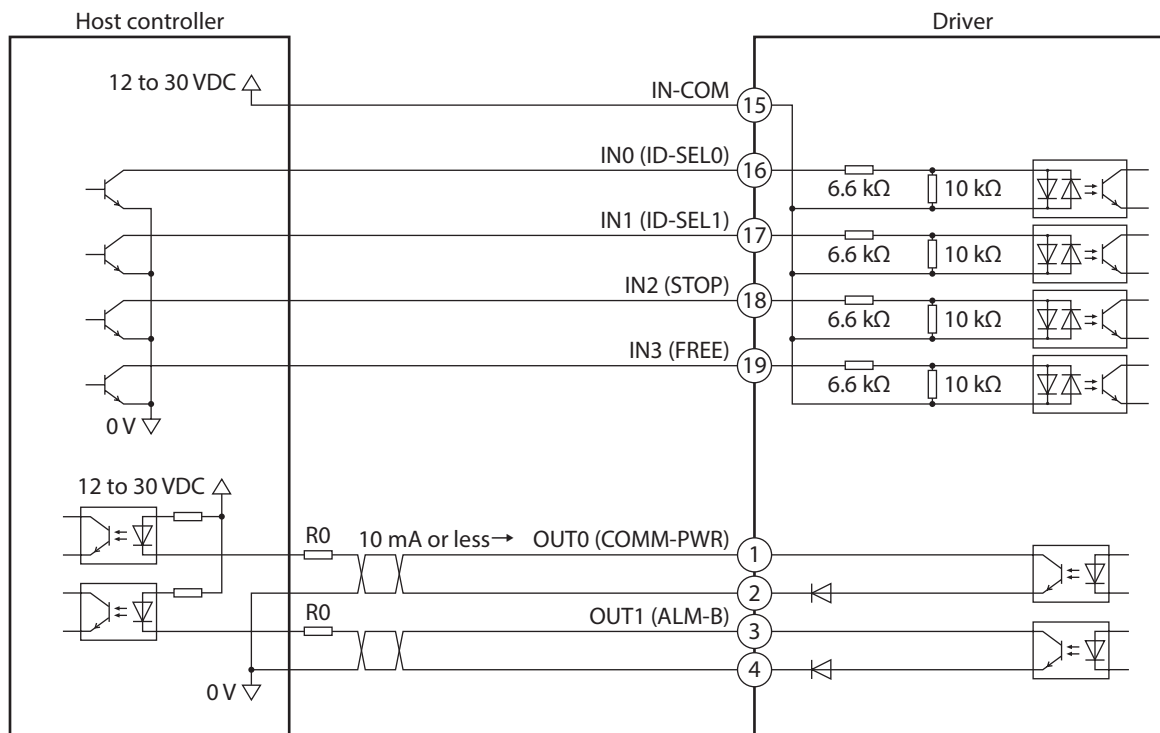 Host controller
Driver
12 to 30 VDC
IN-COM
15
IN0 (ID-SEL0)
16
6.6 kΩ
10 kΩ
IN1 (ID-SEL1)
17
6.6 kΩ
10 kΩ
IN2 (STOP)
18
6.6 kΩ
10 kΩ
IN3 (FREE)
19
6.6 kΩ
10 kΩ
0 V
12 to 30 VDC
R0
10 mA or less→
OUT0 (COMM-PWR)
1
2
R0
OUT1 (ALM-B)
3
4
0 V